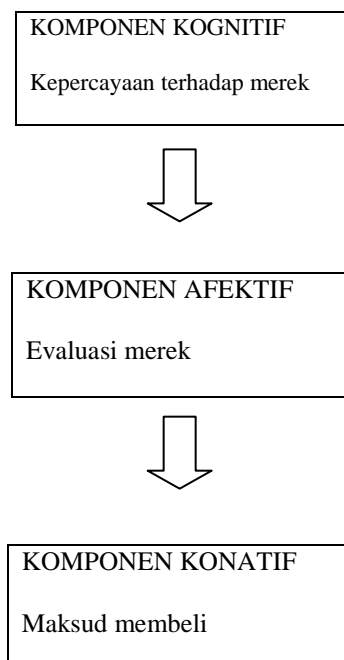 KOMPONEN KOGNITIF
Kepercayaan terhadap merek
KOMPONEN AFEKTIF
Evaluasi merek
KOMPONEN KONATIF
Maksud membeli